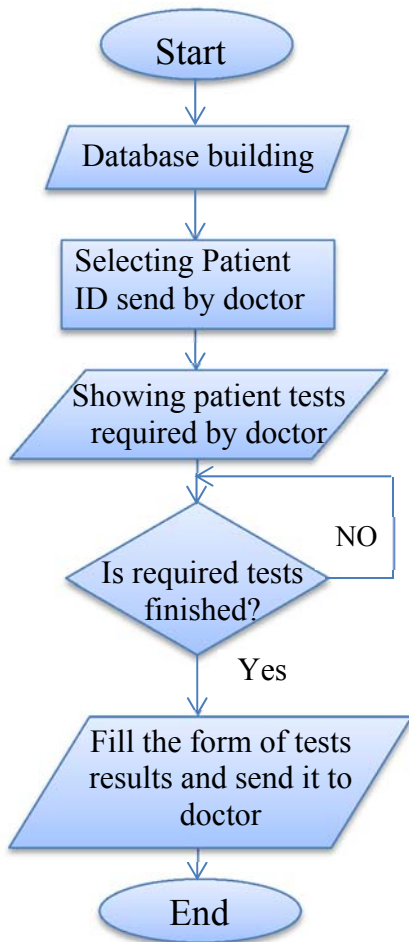 Start
Database building
Selecting Patient
ID send by doctor
Showing patient tests
required by doctor
NO
Is required tests
finished?
Yes
Fill the form of tests
results and send it to
doctor
End